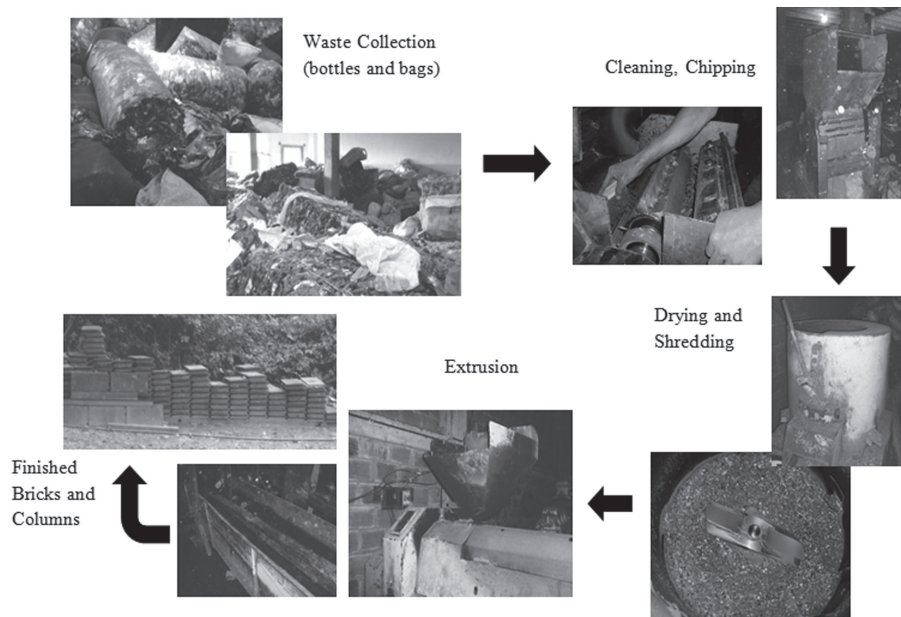 Waste Collection
(bottles and bags)
Cleaning, Chipping
Drying and
Shredding
Extrusion
Finished
Bricks and
Columns